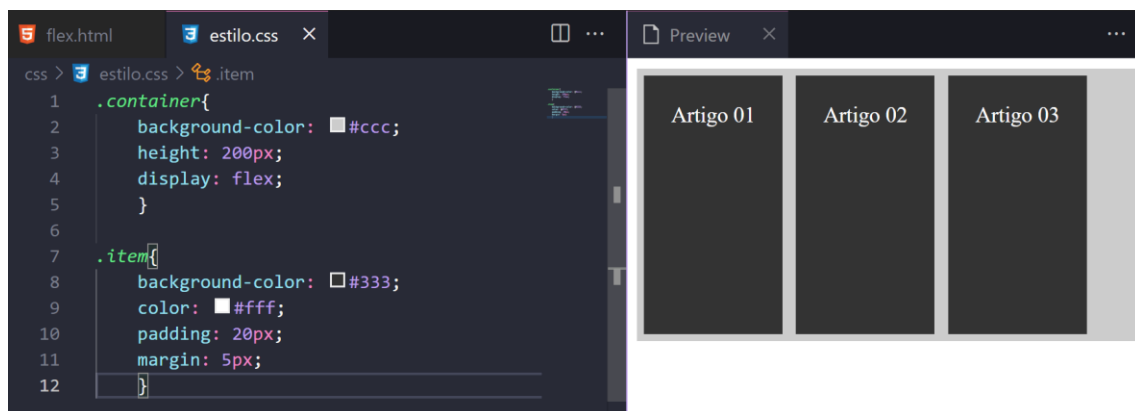 flex.html
estilo.css ×
...
css > estilo.css > .item
1 .container{
2 background-color: #ccc;
3 height: 200px;
4 display: flex;
5 }
6
7 .item{
8 background-color: #333;
9 color: #fff;
10 padding: 20px;
11 margin: 5px;
12 }
Preview ×
...
Artigo 01 Artigo 02 Artigo 03